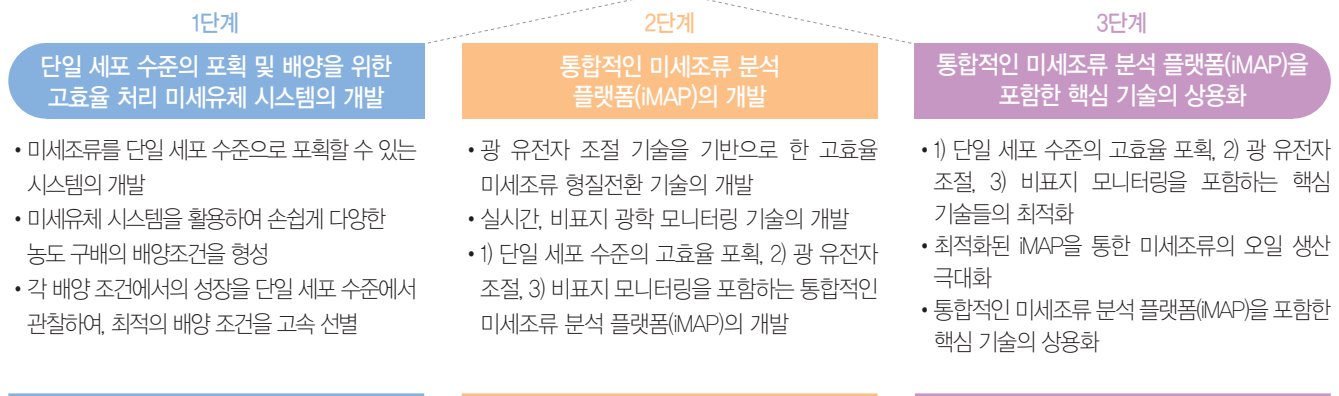 1단계
단일 세포 수준의 포획 및 배양을 위한
고효율 처리 미세유체 시스템의 개발
• 미세조류를 단일 세포 수준으로 포획할 수 있는
시스템의 개발
• 미세유체 시스템을 활용하여 손쉽게 다양한
농도 구배의 배양조건을 형성
• 각 배양 조건에서의 성장을 단일 세포 수준에서
관찰하여, 최적의 배양 조건을 고속 선별
2단계
통합적인 미세조류 분석
플랫폼(iMAP)의 개발
• 광 유전자 조절 기술을 기반으로 한 고효율
미세조류 형질전환 기술의 개발
• 실시간, 비표지 광학 모니터링 기술의 개발
• 1) 단일 세포 수준의 고효율 포획, 2) 광 유전자
조절, 3) 비표지 모니터링을 포함하는 통합적인
미세조류 분석 플랫폼(iMAP)의 개발
3단계
통합적인 미세조류 분석 플랫폼(iMAP)을
포함한 핵심 기술의 상용화
• 1) 단일 세포 수준의 고효율 포획, 2) 광 유전자
조절, 3) 비표지 모니터링을 포함하는 핵심
기술들의 최적화
• 최적화된 iMAP을 통한 미세조류의 오일 생산
극대화
• 통합적인 미세조류 분석 플랫폼(iMAP)을 포함한
핵심 기술의 상용화